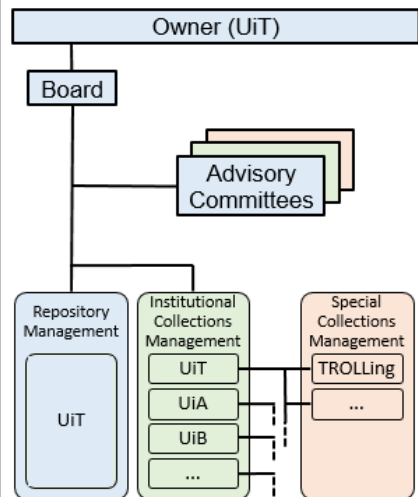 Owner (UiT)
Board
Advisory
Committees
Repository
Management
UiT
Institutional
Collections
Management
UiT
UiA
UiB
...
Special
Collections
Management
TROLLing
...